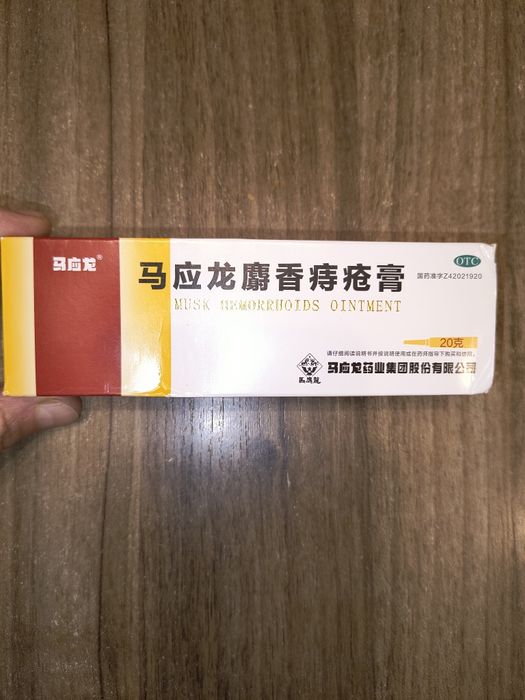 马应龙®
马应龙麝香痔疮膏
MUSK HEMORRHOIDS OINTMENT
OTC
国药准字Z42021920
20克
请仔细阅读说明书并按说明使用或在药师指导下购买和使用。
馬應龍
马应龙药业集团股份有限公司